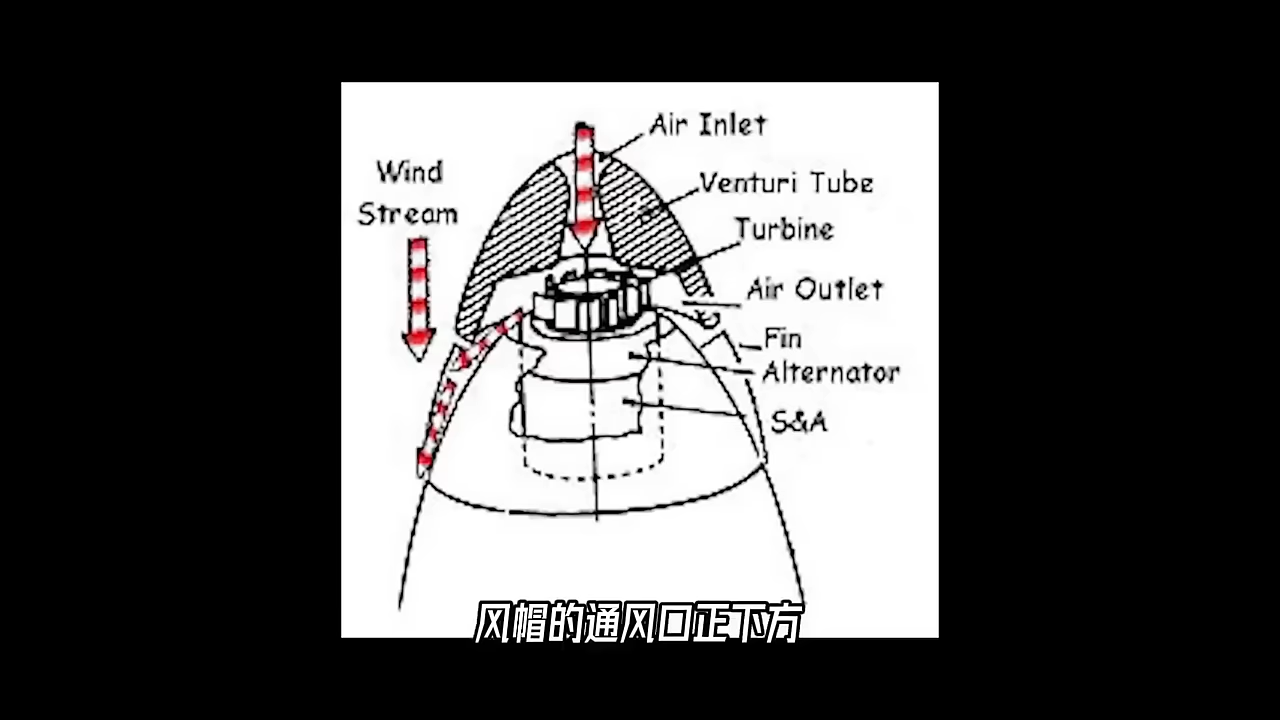 Air Inlet
Wind
Stream
Venturi Tube
Turbine
Air Outlet
Fin
Alternator
S&A
风帽的通风口正下方